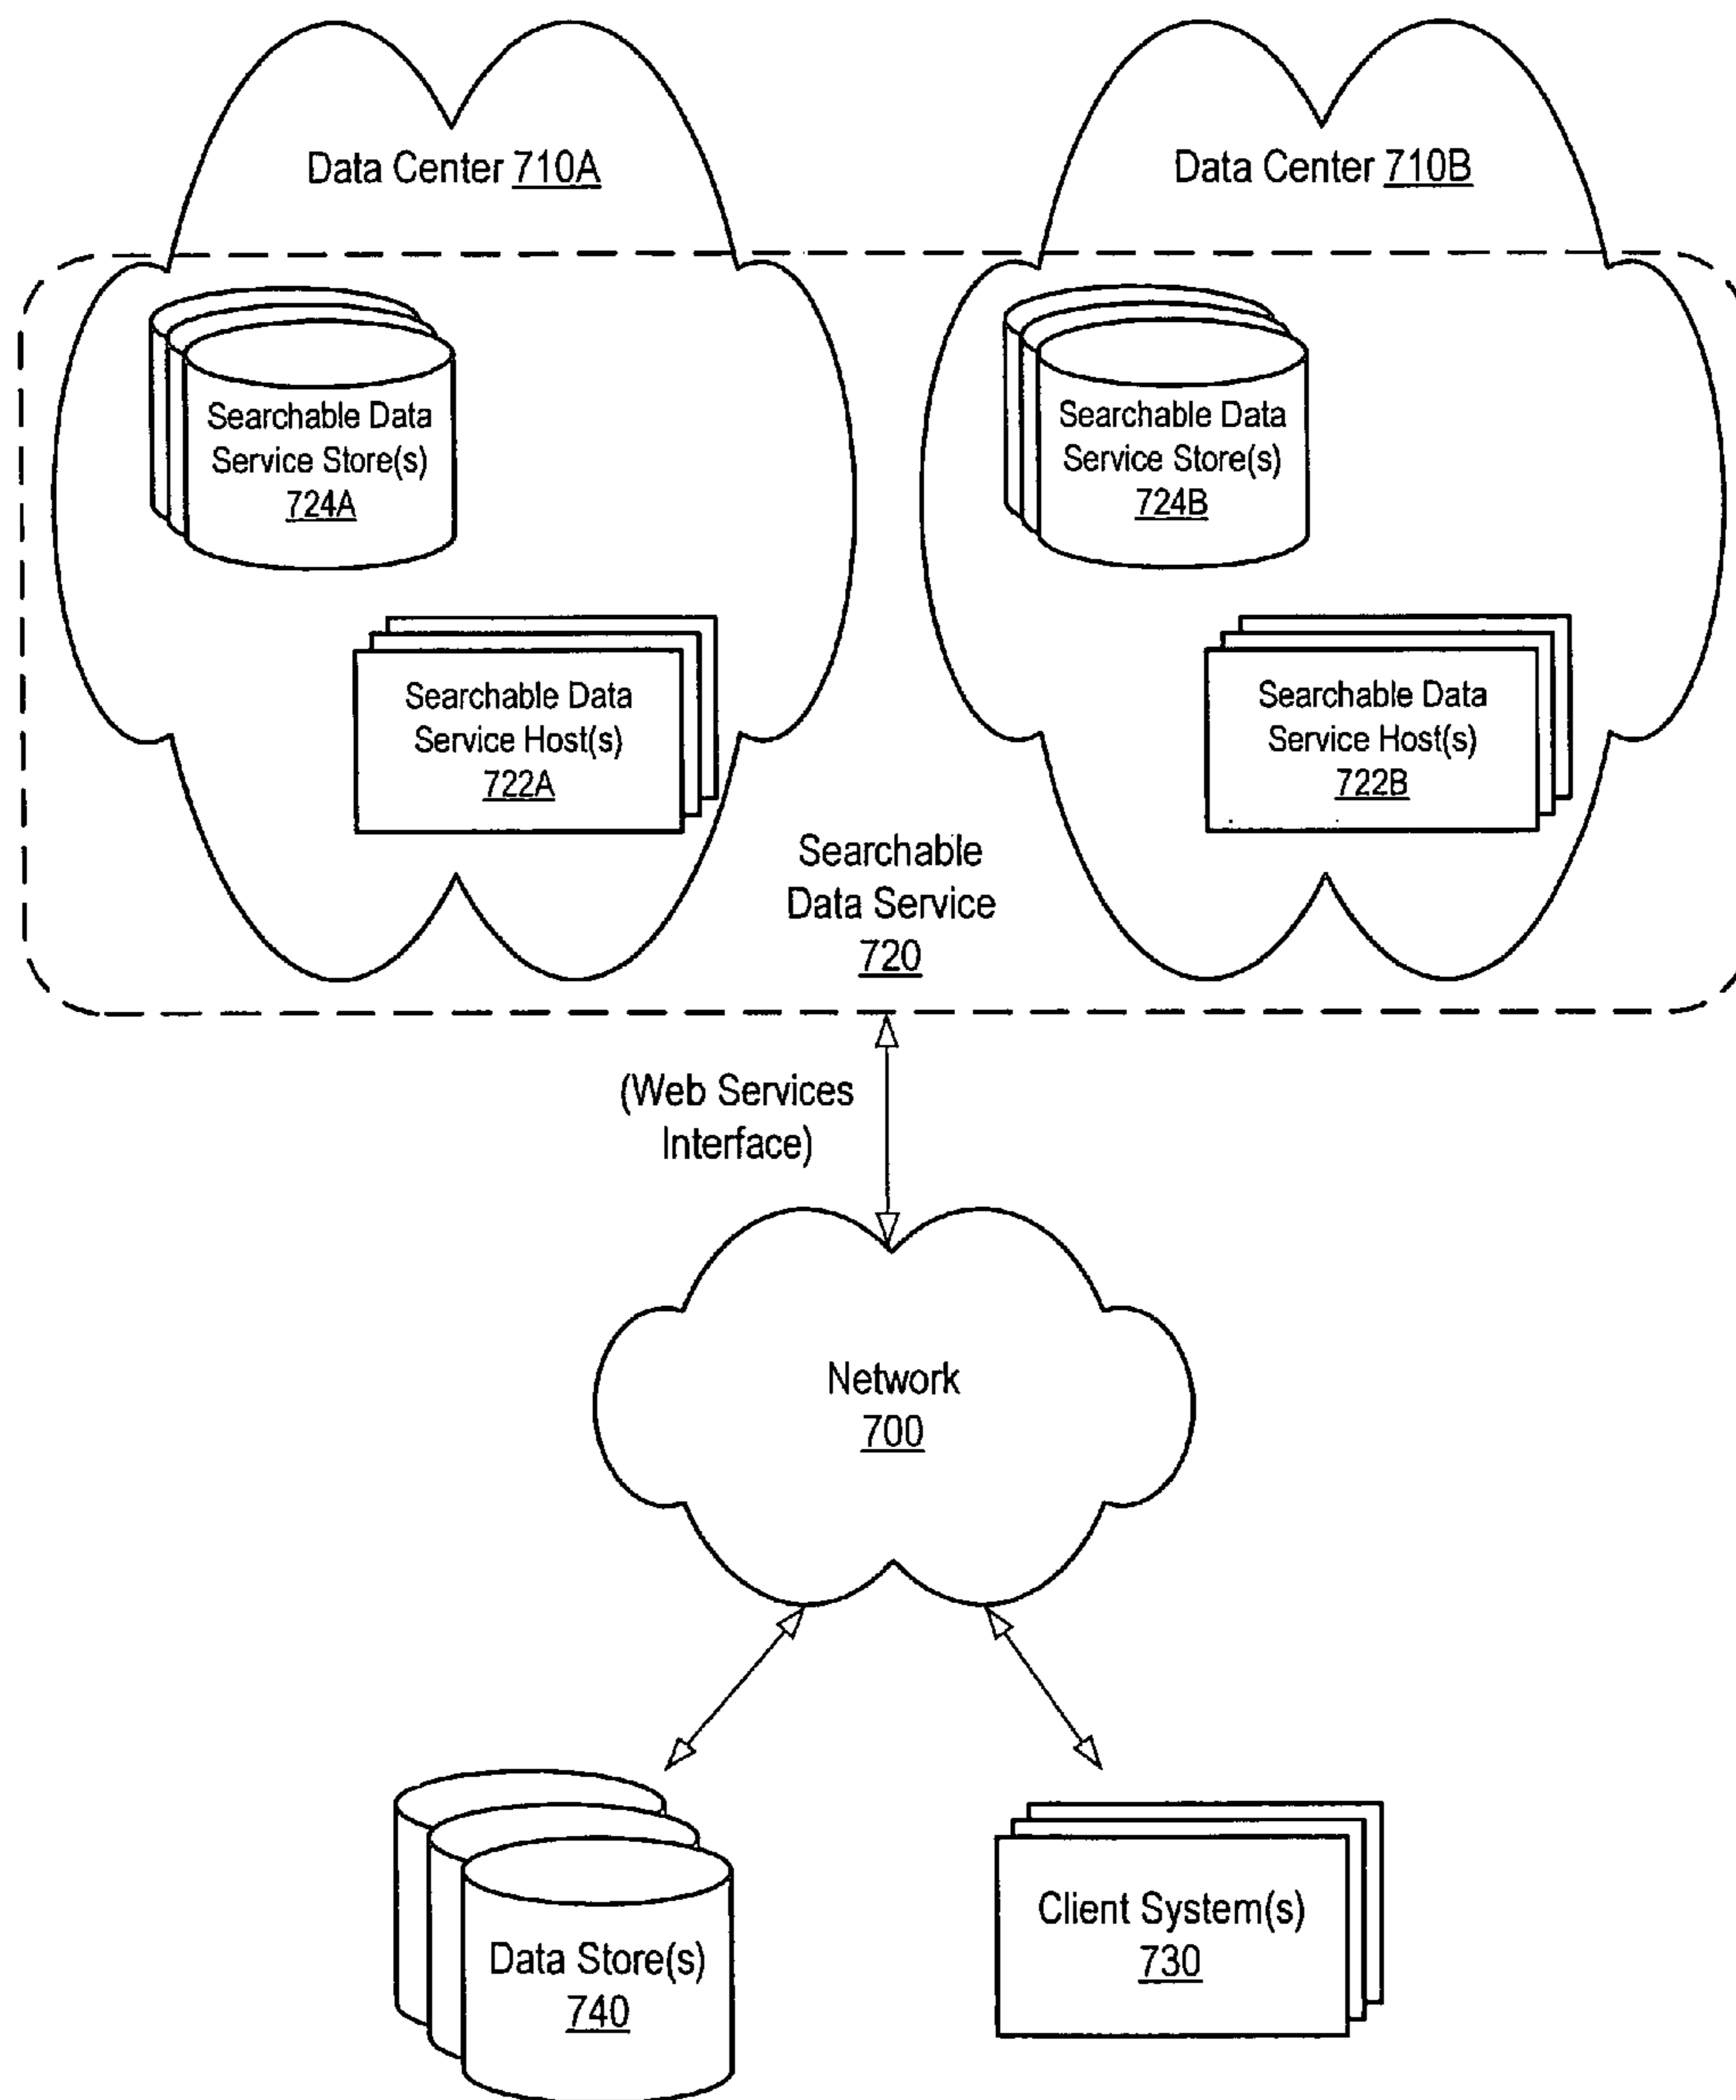 Data Center 710A
Data Center 710B
Searchable Data
Service Store(s)
724A
Searchable Data
Service Store(s)
724B
Searchable Data
Service Host(s)
722A
Searchable Data
Service Host(s)
722B
Searchable
Data Service
720
(Web Services
Interface)
Network
700
Data Store(s)
740
Client System(s)
730